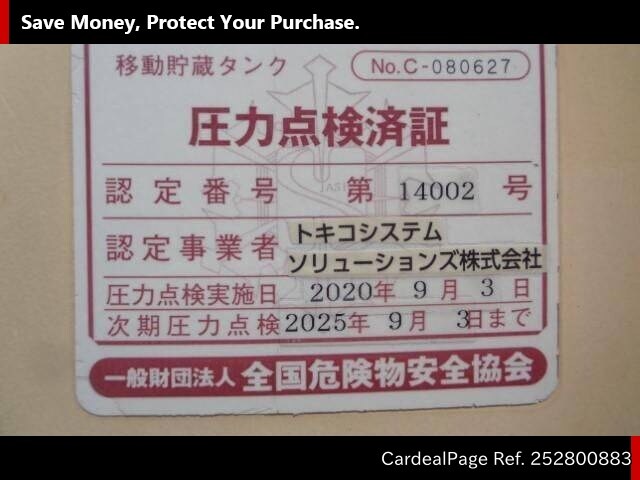 Save Money, Protect Your Purchase.
移動貯蔵タンク No.C-080627
圧力点検済証
認定番号 第 14002 号
認定事業者 トキコシステム
ソリューションズ株式会社
圧力点検実施日 2020年 9月 3日
次期圧力点検 2025年 9月 3日まで
一般財団法人 全国危険物安全協会
CardealPage Ref. 252800883